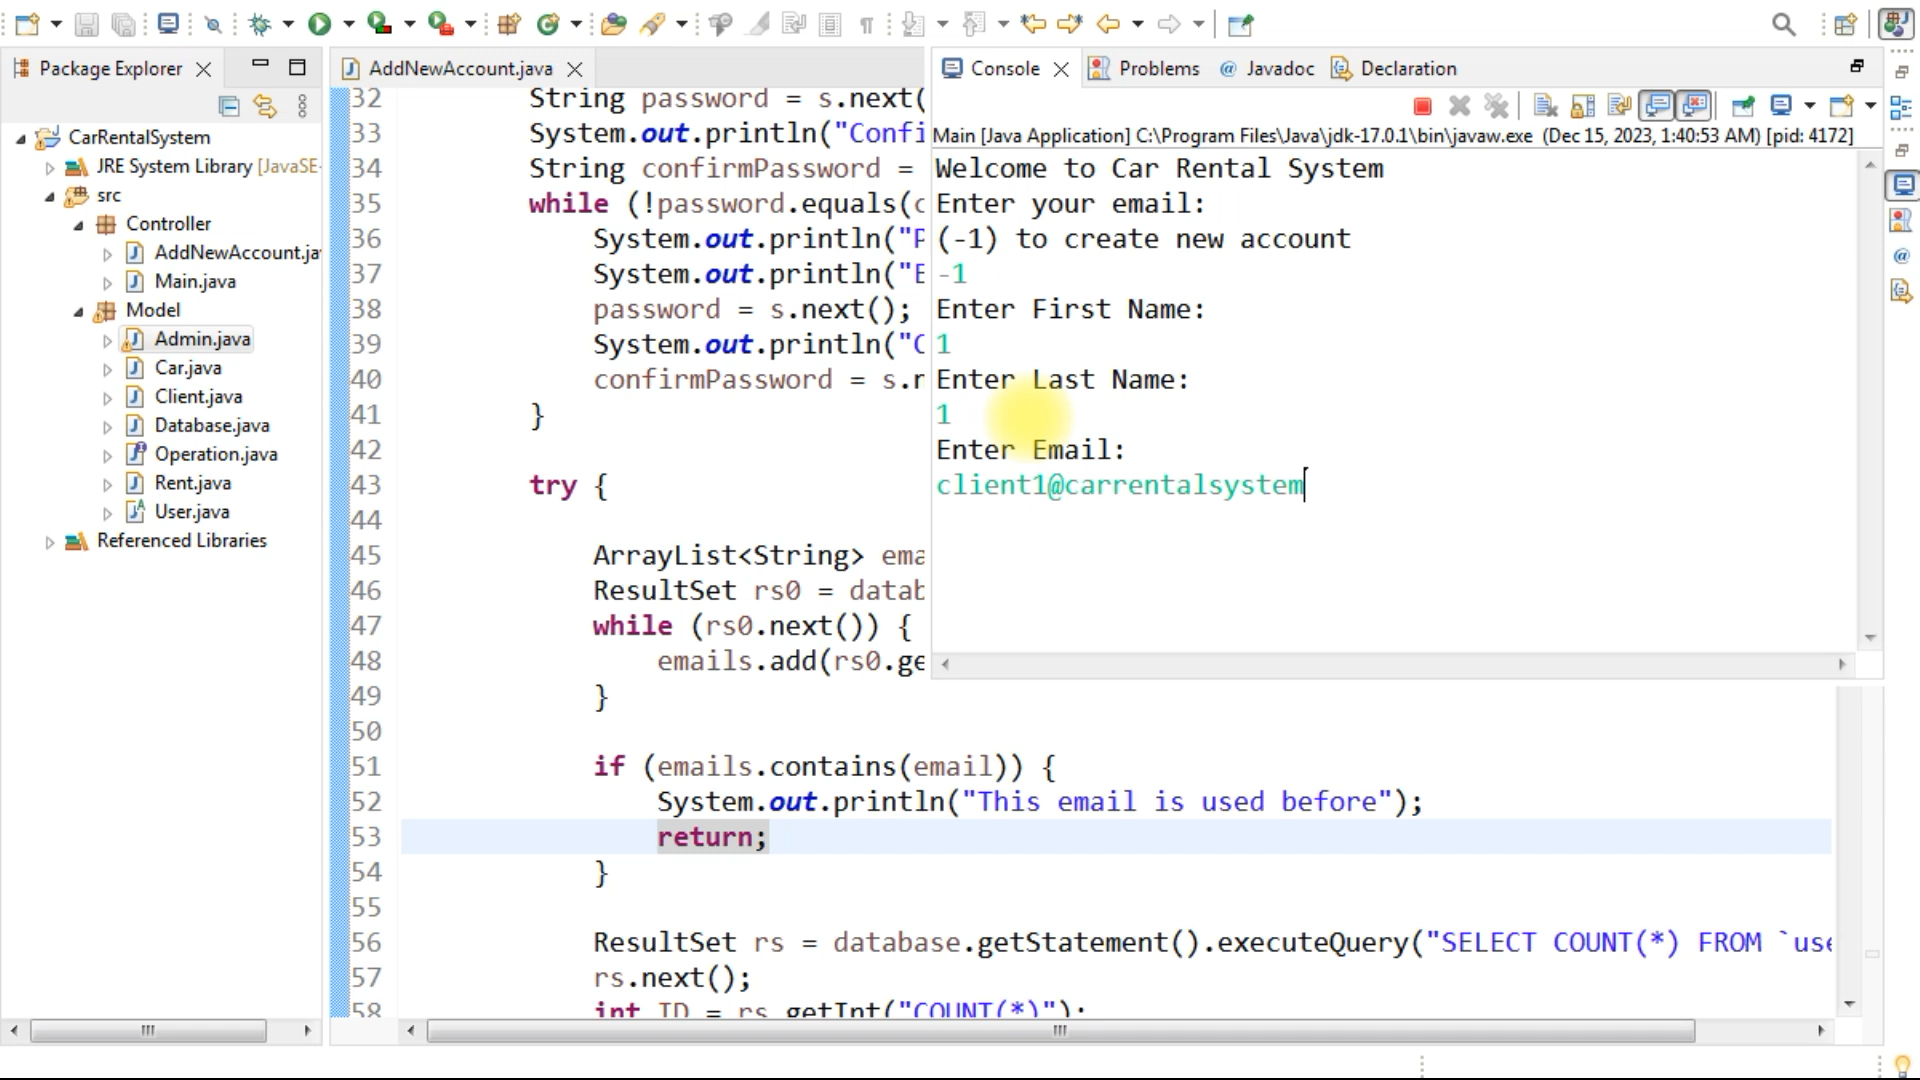 Package Explorer
CarRentalSystem
JRE System Library [JavaSE-
src
Controller
AddNewAccount.ja
Main.java
Model
Admin.java
Car.java
Client.java
Database.java
Operation.java
Rent.java
User.java
Referenced Libraries
AddNewAccount.java
32 String password = s.next(
33 System.out.println("Confi
34 String confirmPassword =
35 while (!password.equals(c
36 System.out.println("P
37 System.out.println("E
38 password = s.next();
39 System.out.println("C
40 confirmPassword = s.n
41 }
42
43 try {
44
45 ArrayList<String> ema
46 ResultSet rs0 = datab
47 while (rs0.next()) {
48 emails.add(rs0.ge
49 }
50
51 if (emails.contains(email)) {
52 System.out.println("This email is used before");
53 return;
54 }
55
56 ResultSet rs = database.getStatement().executeQuery("SELECT COUNT(*) FROM `use
57 rs.next();
58 int ID = rs.getInt("COUNT(*)");
Console Problems @ Javadoc Declaration
Main [Java Application] C:\Program Files\Java\jdk-17.0.1\bin\javaw.exe (Dec 15, 2023, 1:40:53 AM) [pid: 4172]
Welcome to Car Rental System
Enter your email:
(-1) to create new account
-1
Enter First Name:
1
Enter Last Name:
1
Enter Email:
client1@carrentalsystem